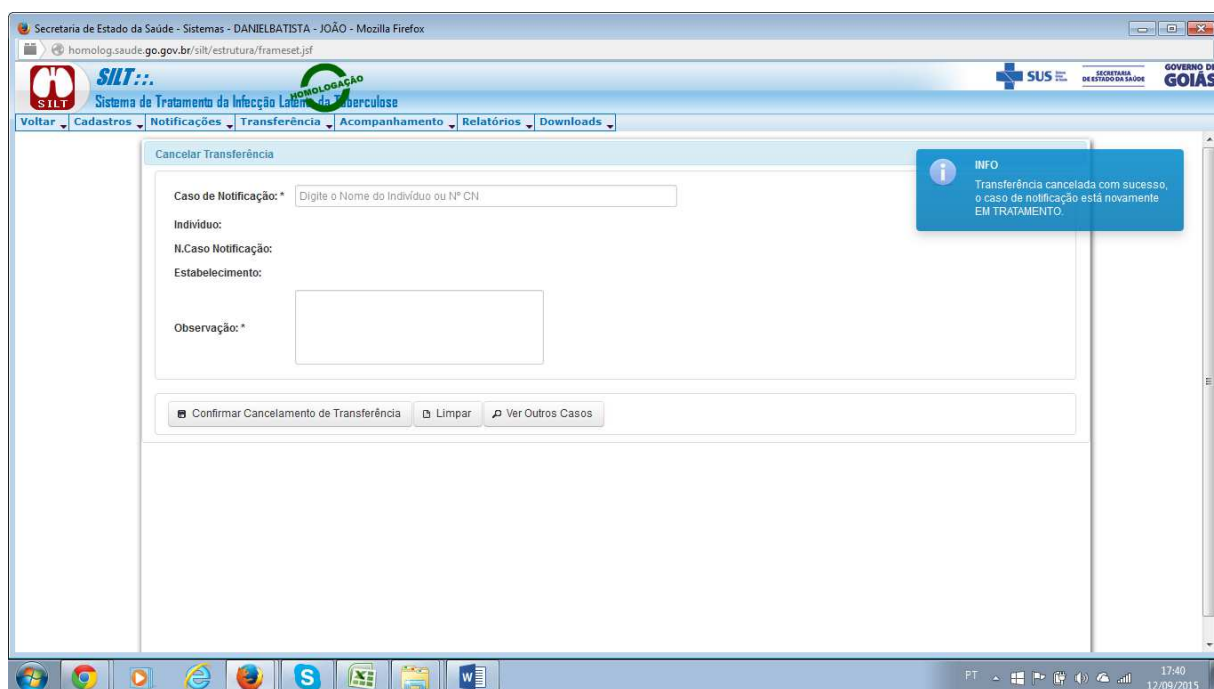 Secretaria de Estado da Saúde - Sistemas - DANIELBATISTA - JOÃO - Mozilla Firefox
homolog.saude.go.gov.br/silt/estrutura/frameset.jsf
SILT
SILT::.
HOMOLOGAÇÃO
Sistema de Tratamento da Infecção Latente da Tuberculose
SUS
SECRETARIA
DE ESTADO DA SAÚDE
GOVERNO DE
GOIÁS
Voltar Cadastros Notificações Transferência Acompanhamento Relatórios Downloads
Cancelar Transferência
INFO
Transferência cancelada com sucesso,
o caso de notificação está novamente
EM TRATAMENTO.
Caso de Notificação: * Digite o Nome do Indivíduo ou Nº CN
Indivíduo:
N.Caso Notificação:
Estabelecimento:
Observação: *
Confirmar Cancelamento de Transferência Limpar Ver Outros Casos
PT
17:40
12/09/2015